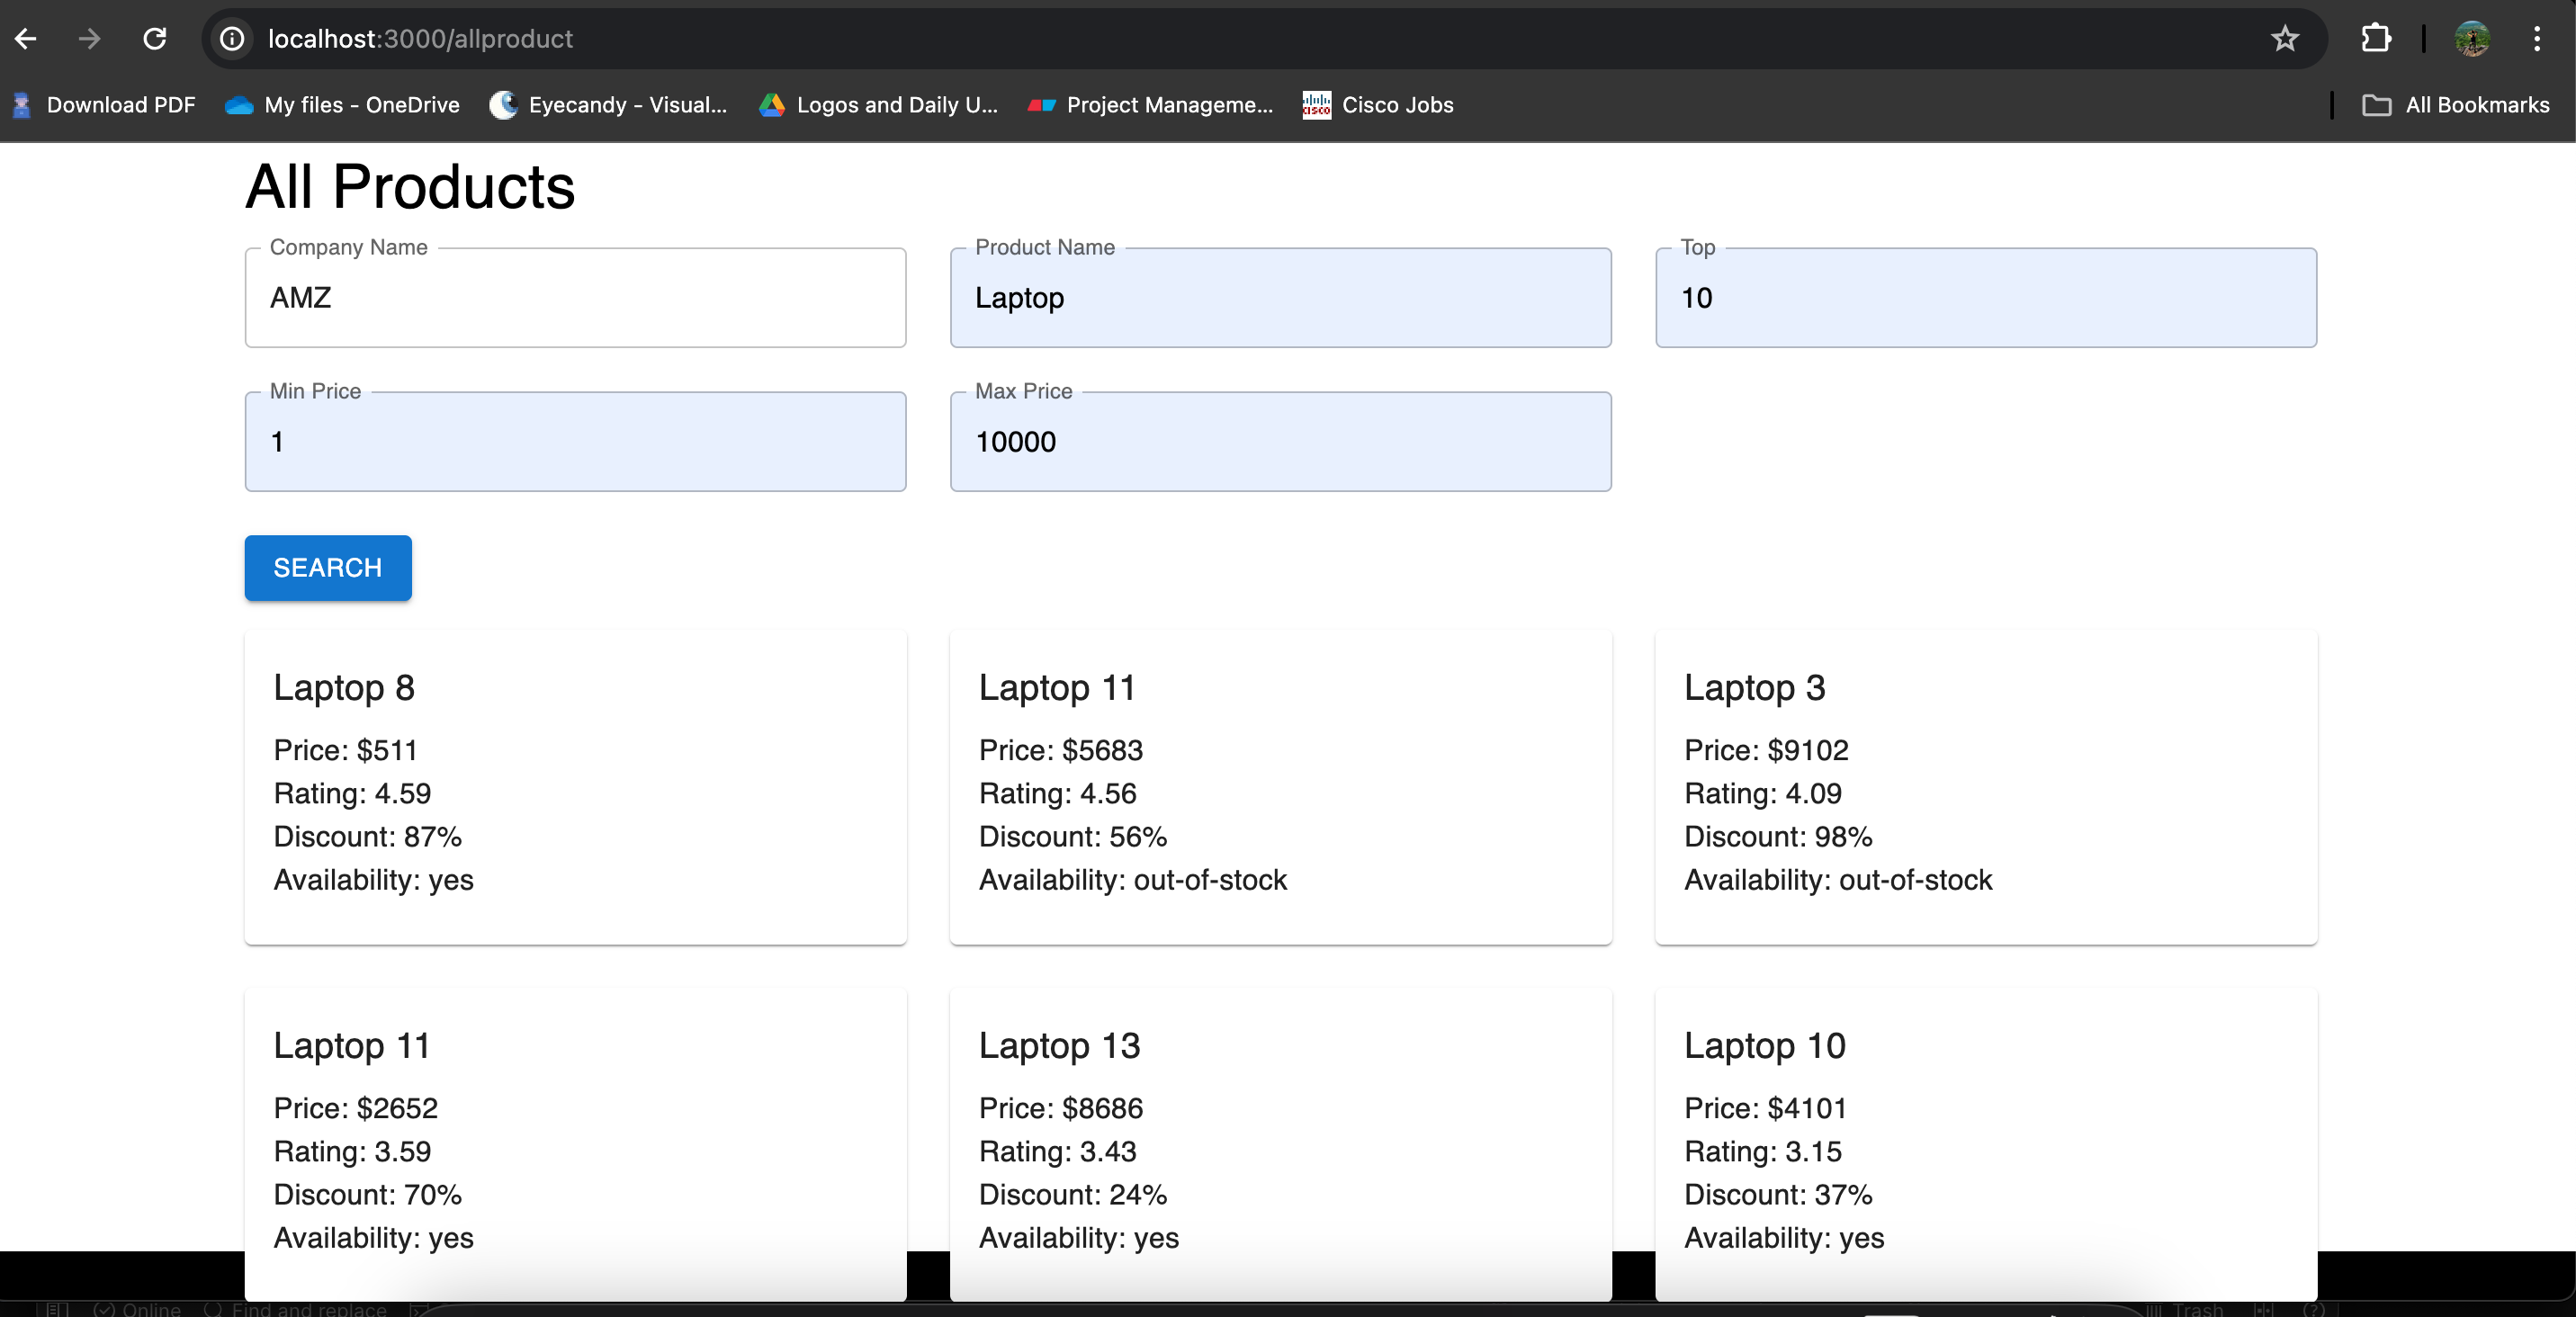 localhost:3000/allproduct
Download PDF
My files - OneDrive
Eyecandy - Visual...
Logos and Daily U...
Project Manageme...
CISCO
Cisco Jobs
All Bookmarks
All Products
Company Name
AMZ
Product Name
Laptop
Top
10
Min Price
1
Max Price
10000
SEARCH
Laptop 8
Price: $511
Rating: 4.59
Discount: 87%
Availability: yes
Laptop 11
Price: $5683
Rating: 4.56
Discount: 56%
Availability: out-of-stock
Laptop 3
Price: $9102
Rating: 4.09
Discount: 98%
Availability: out-of-stock
Laptop 11
Price: $2652
Rating: 3.59
Discount: 70%
Availability: yes
Laptop 13
Price: $8686
Rating: 3.43
Discount: 24%
Availability: yes
Laptop 10
Price: $4101
Rating: 3.15
Discount: 37%
Availability: yes
Online
Find and replace
Trash